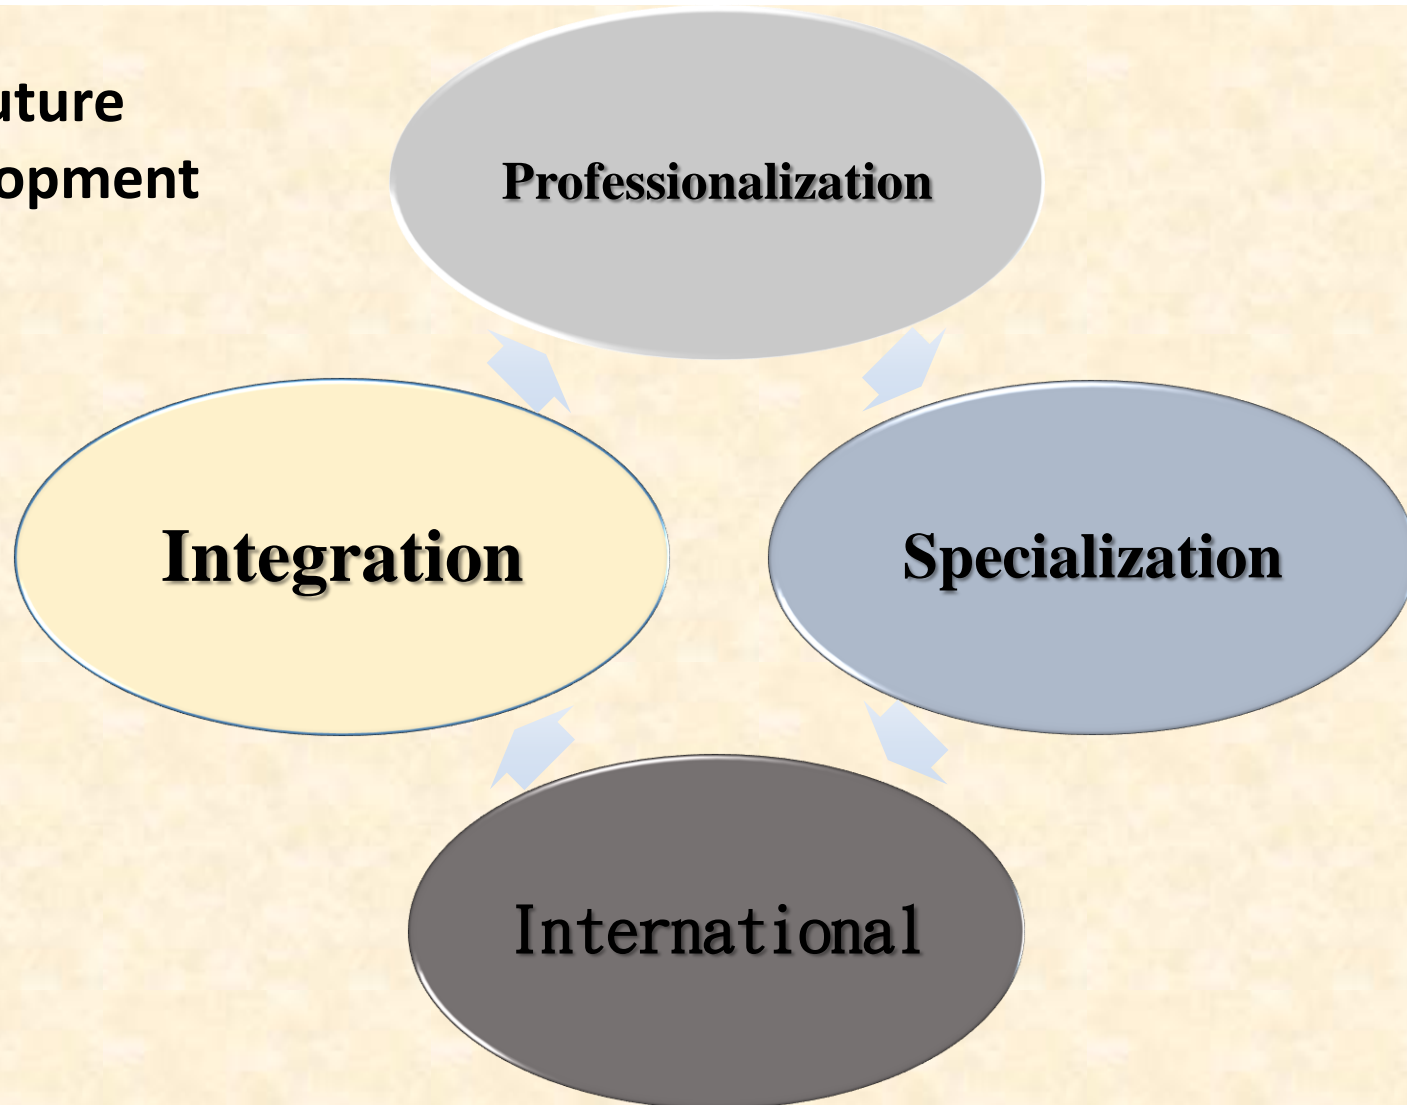 uture
opment
Professionalization
Integration
Specialization
International